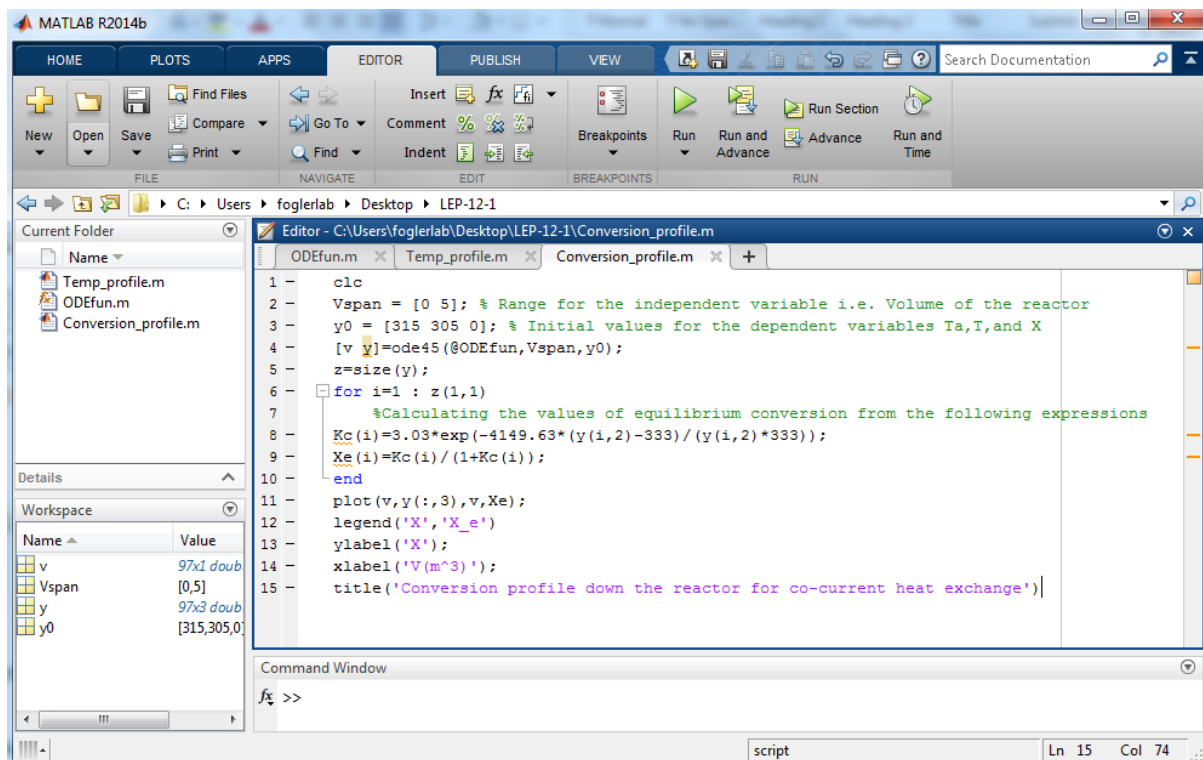 MATLAB R2014b
HOME PLOTS APPS EDITOR PUBLISH VIEW Search Documentation
New Open Save Find Files Compare Print
FILE
Go To Find
NAVIGATE
Insert fx fi
Comment
Indent
EDIT
Breakpoints
BREAKPOINTS
Run Run and Advance Run Section Advance Run and Time
RUN
C: Users foglerlab Desktop LEP-12-1
Current Folder
Name
Temp_profile.m
ODEfun.m
Conversion_profile.m
Details
Workspace
Name Value
v 97x1 doub
Vspan [0,5]
y 97x3 doub
y0 [315,305,0]
Editor - C:\Users\foglerlab\Desktop\LEP-12-1\Conversion_profile.m
ODEfun.m Temp_profile.m Conversion_profile.m +
1 – clc
2 – Vspan = [0 5]; % Range for the independent variable i.e. Volume of the reactor
3 – y0 = [315 305 0]; % Initial values for the dependent variables Ta,T,and X
4 – [v y]=ode45(@ODEfun,Vspan,y0);
5 – z=size(y);
6 – for i=1 : z(1,1)
7 %Calculating the values of equilibrium conversion from the following expressions
8 – Kc(i)=3.03*exp(-4149.63*(y(i,2)-333)/(y(i,2)*333));
9 – Xe(i)=Kc(i)/(1+Kc(i));
10 – end
11 – plot(v,y(:,3),v,Xe);
12 – legend('X','X_e')
13 – ylabel('X');
14 – xlabel('V(m^3)');
15 – title('Conversion profile down the reactor for co-current heat exchange')
Command Window
fx >>
script Ln 15 Col 74